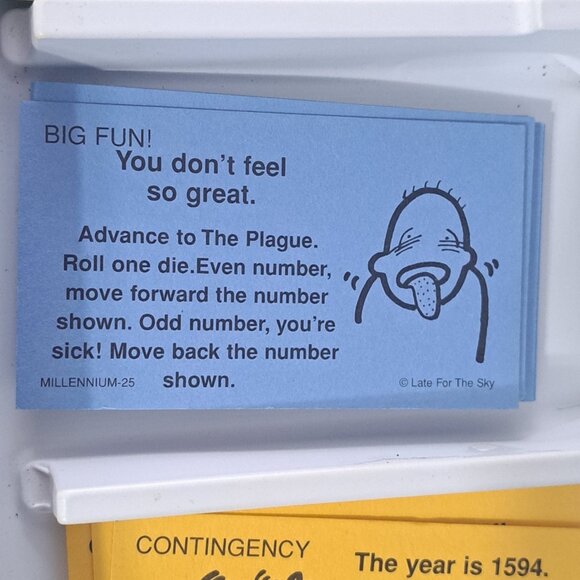 BIG FUN!
You don't feel
so great.
Advance to The Plague.
Roll one die.Even number,
move forward the number
shown. Odd number, you're
sick! Move back the number
shown.
MILLENNIUM-25
© Late For The Sky
CONTINGENCY
The year is 1594.